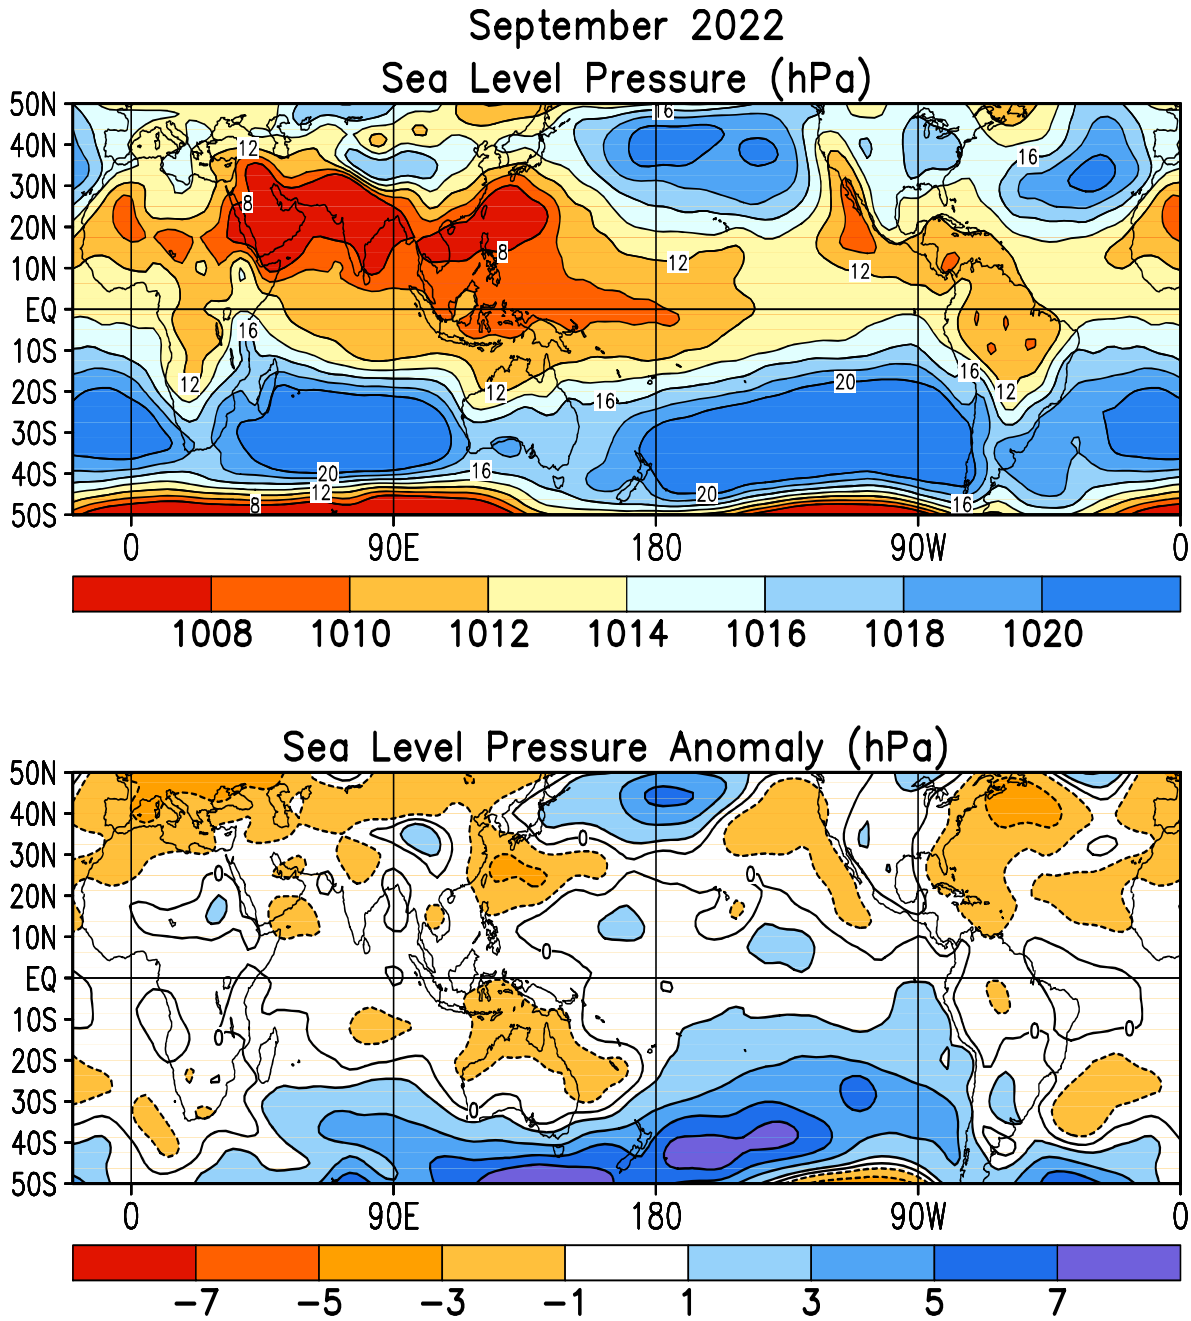 September 2022
Sea Level Pressure (hPa)
50N
16
40N
12
16
30N
8
20N
8
12
12
10N
EQ
16
10S
12
20
16
12
20S
12
16
30S
20
16
40S
12
20
8
16
50S
0 90E 180 90W 0
1008 1010 1012 1014 1016 1018 1020
Sea Level Pressure Anomaly (hPa)
50N
40N
0
30N
0
0
20N
10N
0
EQ
10S
0
0
0
20S
30S
0
40S
50S
0 90E 180 90W 0
−7 −5 −3 −1 1 3 5 7